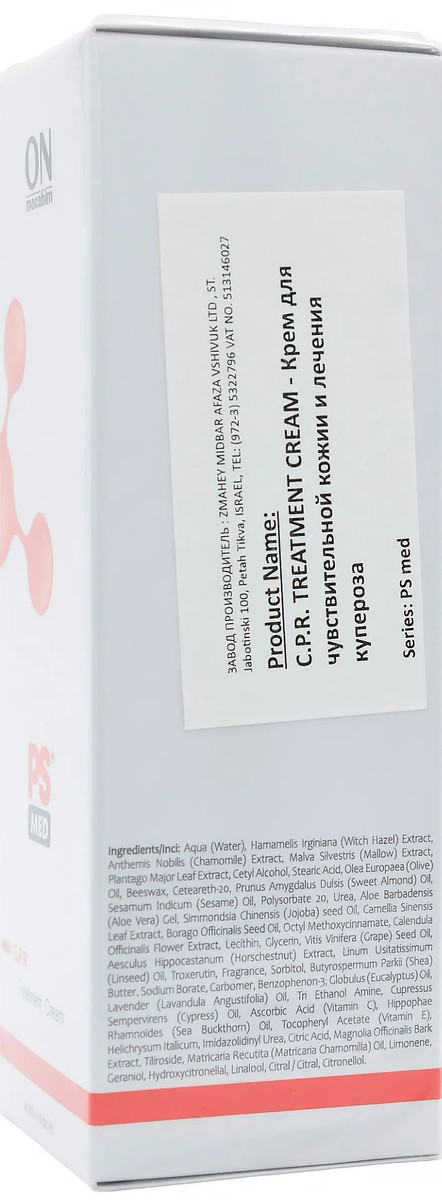 ON
macabim
PS+
MED
C.P.R
Treatment Cream
ЗАВОД ПРОИЗВОДИТЕЛЬ : ZMAHEY MIDBAR AFAZA VSHIVUK LTD , ST.
Jabotinski 100, Petah Tikva, ISRAEL, TEL: (972-3) 5322796 VAT NO. 513146027
Product Name:
C.P.R. TREATMENT CREAM - Крем для
чувствительной кожии и лечения
купероза
Series: PS med
Ingredients/Inci: Aqua (Water), Hamamelis Irginiana (Witch Hazel) Extract,
Anthemis Nobilis (Chamomile) Extract, Malva Silvestris (Mallow) Extract,
Plantago Major Leaf Extract, Cetyl Alcohol, Stearic Acid, Olea Europaea (Olive)
Oil, Beeswax, Ceteareth-20, Prunus Amygdalus Dulsis (Sweet Almond) Oil,
Sesamum Indicum (Sesame) Oil, Polysorbate 20, Urea, Aloe Barbadensis
(Aloe Vera) Gel, Simmondsia Chinensis (Jojoba) seed Oil, Camellia Sinensis
Leaf Extract, Borago Officinalis Seed Oil, Octyl Methoxycinnamate, Calendula
Officinalis Flower Extract, Lecithin, Glycerin, Vitis Vinifera (Grape) Seed Oil,
Aesculus Hippocastanum (Horschestnut) Extract, Linum Usitatissimum
(Linseed) Oil, Troxerutin, Fragrance, Sorbitol, Butyrospermum Parkii (Shea)
Butter, Sodium Borate, Carbomer, Benzophenon-3, Globulus (Eucaliptus) Oil,
Lavender (Lavandula Angustifolia) Oil, Tri Ethanol Amine, Cupressus
Sempervirens (Cypress) Oil, Ascorbic Acid (Vitamin C), Hippophae
Rhamnoides (Sea Buckthorn) Oil, Tocopheryl Acetate (Vitamin E),
Helichrysum Italicum, Imidazolidinyl Urea, Citric Acid, Magnolia Officinalis Bark
Extract, Tiliroside, Matricaria Recutita (Matricaria Chamomilla) Oil, Limonene,
Geraniol, Hydroxycitronellal, Linalool, Citral / Citral, Citronellol.